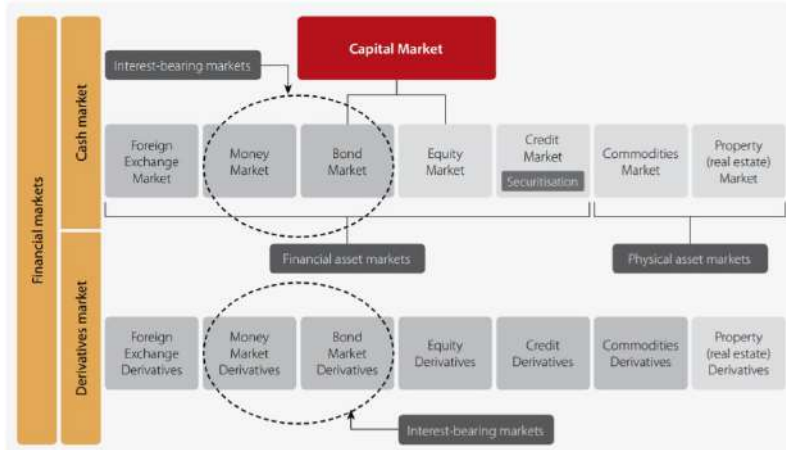 Financial markets
Cash market
Capital Market
Interest-bearing markets
Foreign
Exchange
Market
Money
Market
Bond
Market
Equity
Market
Credit
Market
Securitisation
Commodities
Market
Property
(real estate)
Market
Financial asset markets
Physical asset markets
Derivatives market
Foreign
Exchange
Derivatives
Money
Market
Derivatives
Bond
Market
Derivatives
Equity
Derivatives
Credit
Derivatives
Commodities
Derivatives
Property
(real estate)
Derivatives
Interest-bearing markets